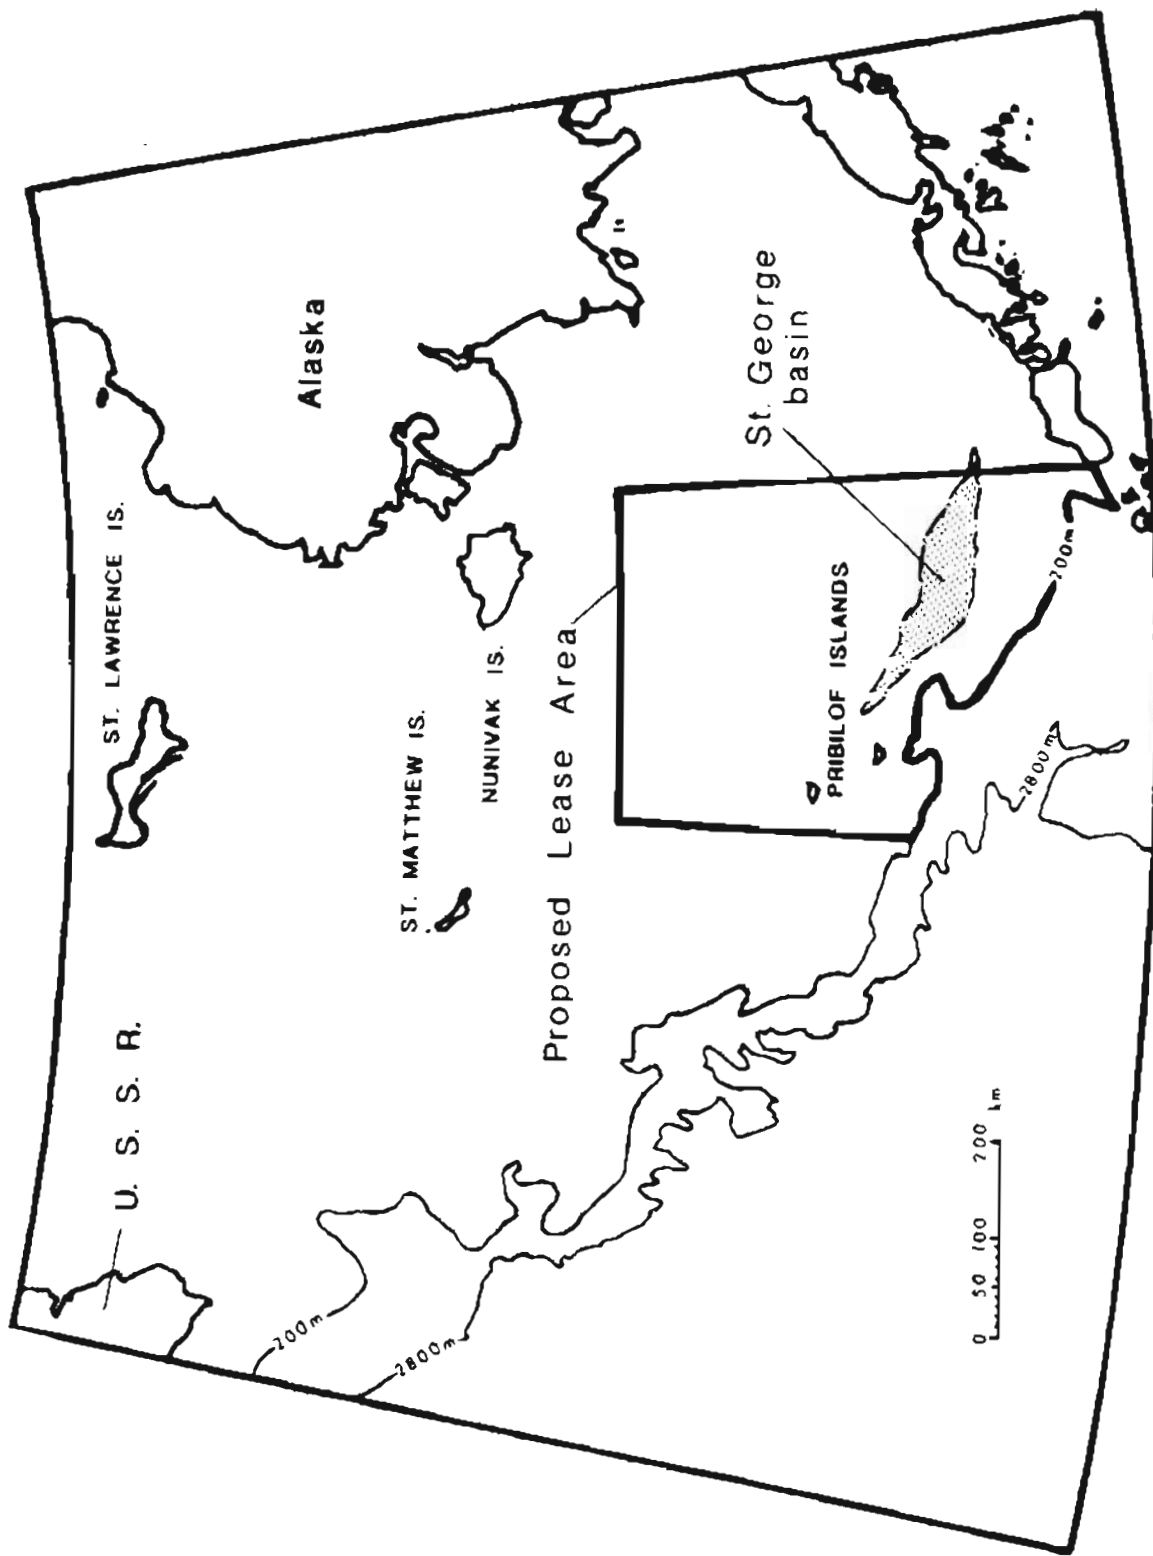 U. S. S. R.
ST. LAWRENCE IS.
Alaska
ST. MATTHEW IS.
NUNIVAK IS.
Proposed Lease Area
St. George
basin
PRIBILOF ISLANDS
200m
2800m
200m
2800m
0 50 100 200 km